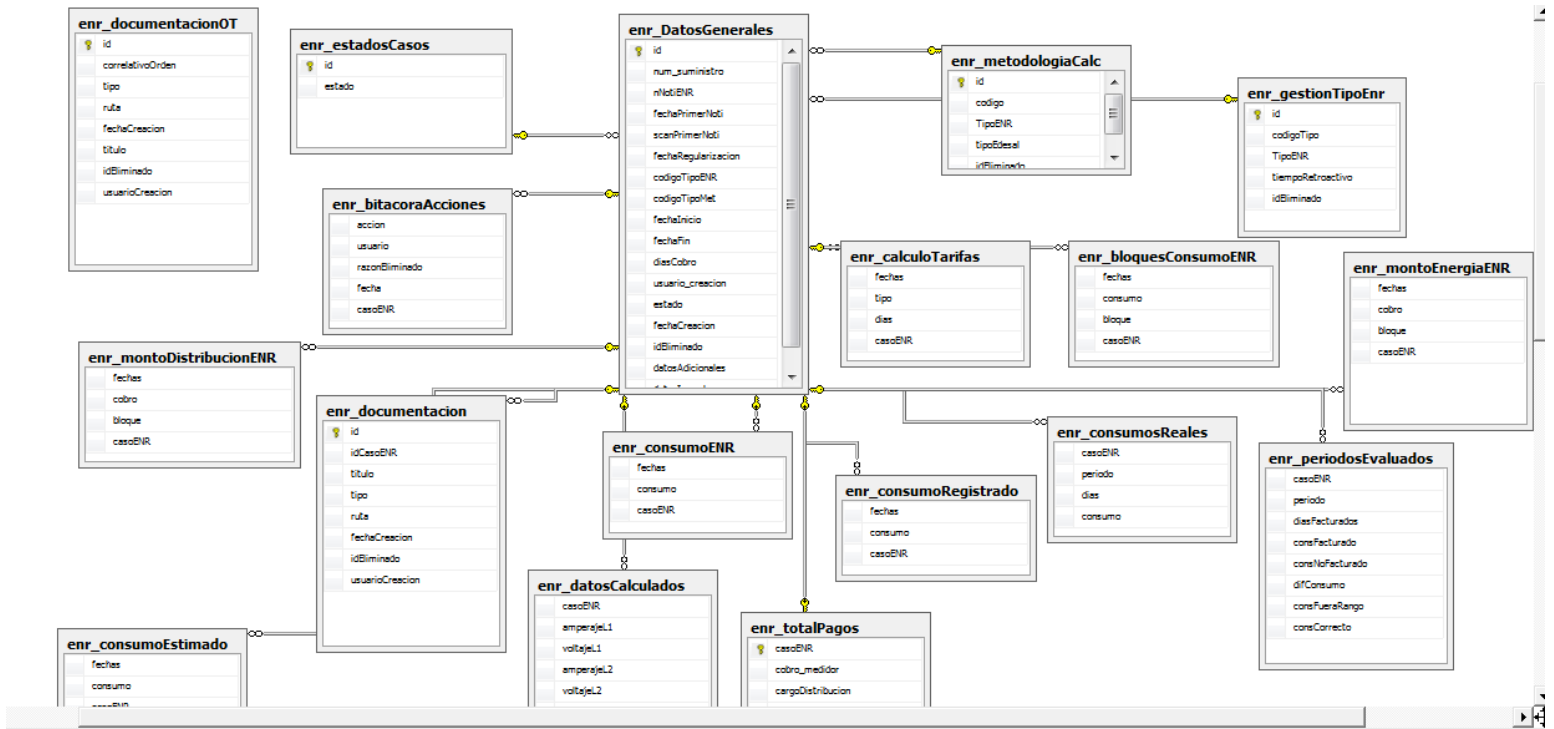 enr_documentacionOT
id
correlativoOrden
tipo
ruta
fechaCreacion
titulo
idEliminado
usuarioCreacion
enr_estadosCasos
id
estado
enr_bitacoraAcciones
accion
usuario
razonEliminado
fecha
casoENR
enr_DatosGenerales
id
num_suministro
nNotiENR
fechaPrimerNoti
scanPrimerNoti
fechaRegularizacion
codigoTipoENR
codigoTipoMet
fechaInicio
fechaFin
diasCobro
usuario_creacion
estado
fechaCreacion
idEliminado
datosAdicionales
enr_metodologiaCalc
id
codigo
TipoENR
tipoEdesal
idEliminado
enr_gestionTipoEnr
id
codigoTipo
TipoENR
tiempoRetroactivo
idEliminado
enr_calculoTarifas
fechas
tipo
dias
casoENR
enr_bloquesConsumoENR
fechas
consumo
bloque
casoENR
enr_montoEnergiaENR
fechas
cobro
bloque
casoENR
enr_montoDistribucionENR
fechas
cobro
bloque
casoENR
enr_documentacion
id
idCasoENR
titulo
tipo
ruta
fechaCreacion
idEliminado
usuarioCreacion
enr_consumoENR
fechas
consumo
casoENR
enr_consumoRegistrado
fechas
consumo
casoENR
enr_consumosReales
casoENR
periodo
dias
consumo
enr_periodosEvaluados
casoENR
periodo
diasFacturados
consFacturado
consNoFacturado
difConsumo
consFueraRango
consCorrecto
enr_consumoEstimado
fechas
consumo
casoENR
enr_datosCalculados
casoENR
amperajeL1
voltajeL1
amperajeL2
voltajeL2
enr_totalPagos
casoENR
cobro_medidor
cargoDistribucion